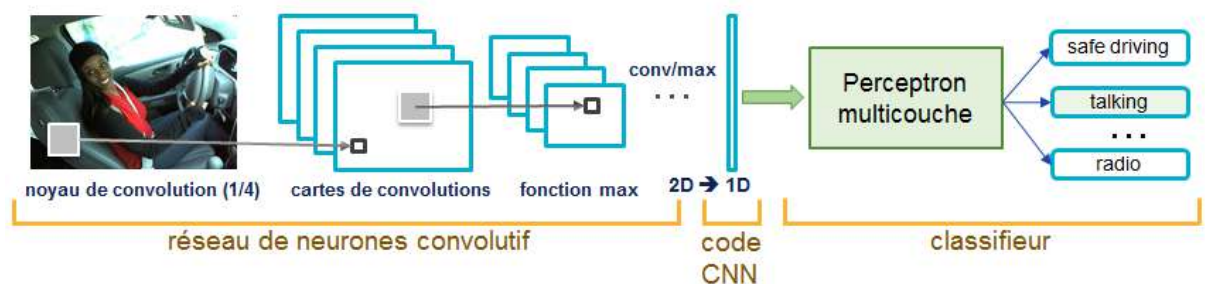 conv/max
. . .
noyau de convolution (1/4)
cartes de convolutions
fonction max
2D ➔ 1D
Perceptron
multicouche
safe driving
talking
. . .
radio
réseau de neurones convolutif
code
CNN
classifieur